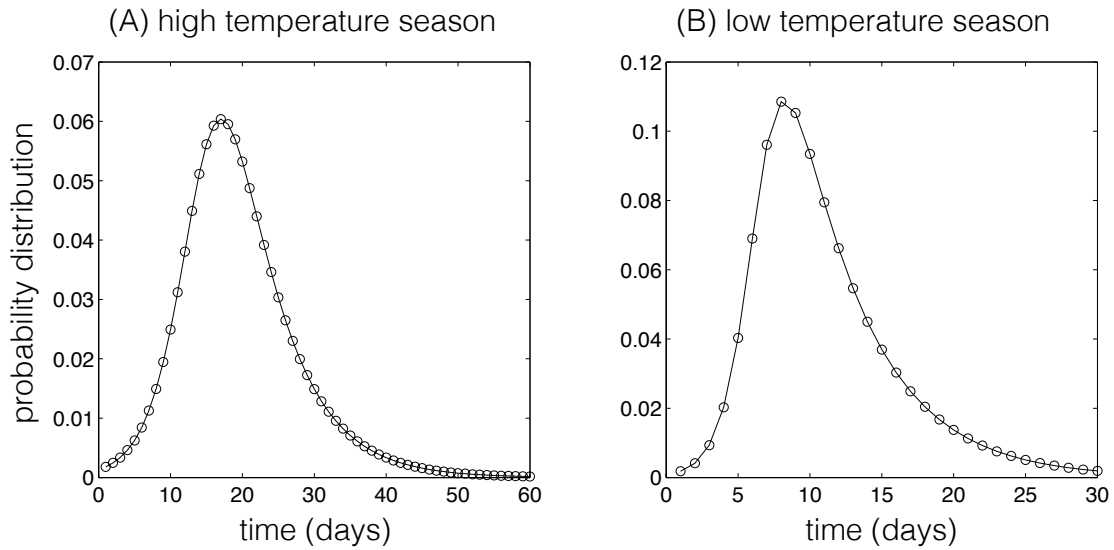 (A) high temperature season
(B) low temperature season
probability distribution
0.07
0.06
0.05
0.04
0.03
0.02
0.01
0
0 10 20 30 40 50 60
time (days)
0.12
0.1
0.08
0.06
0.04
0.02
0
0 5 10 15 20 25 30
time (days)